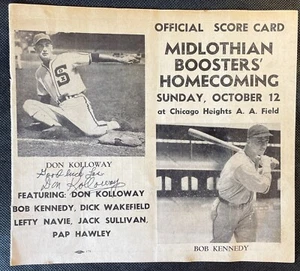 OFFICIAL SCORE CARD
MIDLOTHIAN
BOOSTERS'
HOMECOMING
SUNDAY, OCTOBER 12
at Chicago Heights A. A. Field
S
DON KOLLOWAY
Good luck
Don Kolloway
FEATURING: DON KOLLOWAY
BOB KENNEDY, DICK WAKEFIELD
LEFTY NAVIE, JACK SULLIVAN,
PAP HAWLEY
BOB KENNEDY